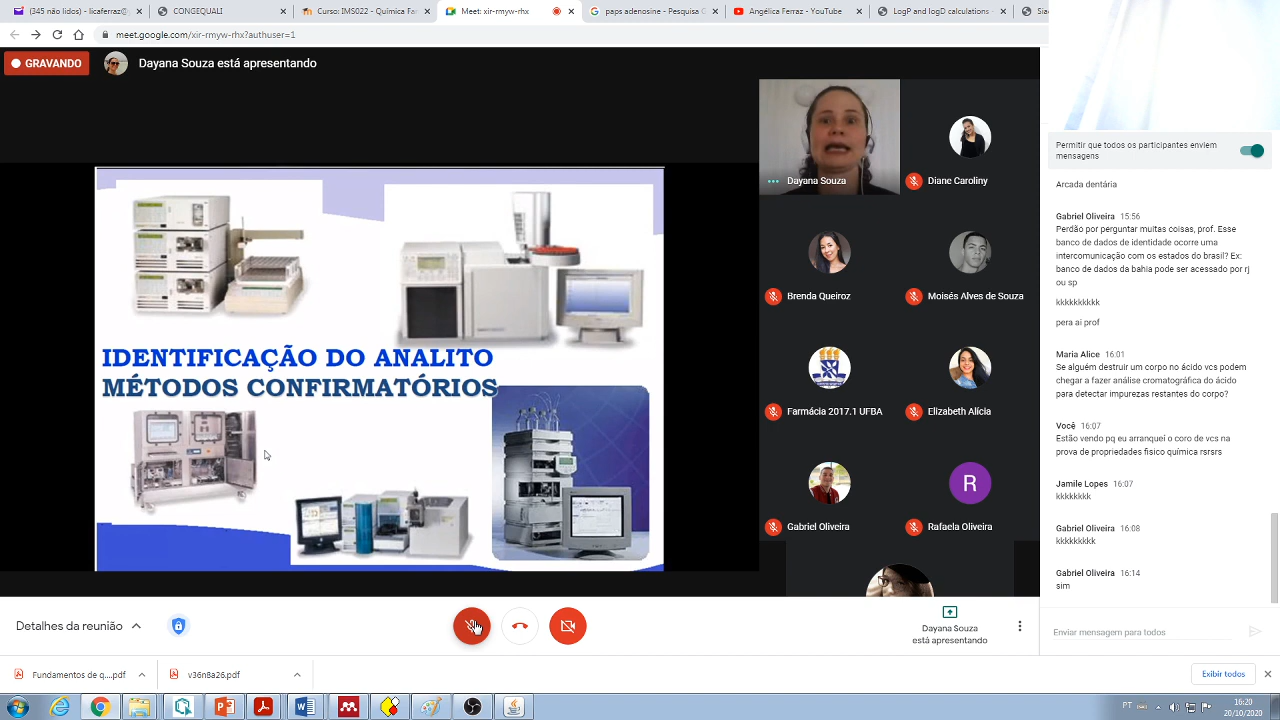 (345 não lidos) - licaferraz@
CONGEQUALI
Curso: IMS022 - Química Fa
Meet: xir-rmyw-rhx
paps adenosine - Pesquisa G
Angélica Ferraz - YouTube
LogP and logD calculations -
meet.google.com/xir-rmyw-rhx?authuser=1
GRAVANDO
Dayana Souza está apresentando
IDENTIFICAÇÃO DO ANALITO
MÉTODOS CONFIRMATÓRIOS
Dayana Souza
Diane Caroliny
Brenda Queiroz
Moisés Alves de Souza
Farmácia 2017.1 UFBA
Elizabeth Alícia
Gabriel Oliveira
R
Rafaela Oliveira
Permitir que todos os participantes enviem
mensagens
Arcada dentária
Gabriel Oliveira 15:56
Perdão por perguntar muitas coisas, prof. Esse
banco de dados de identidade ocorre uma
intercomunicação com os estados do brasil? Ex:
banco de dados da bahia pode ser acessado por rj
ou sp
kkkkkkkkkk
pera ai prof
Maria Alice 16:01
Se alguém destruir um corpo no ácido vcs podem
chegar a fazer análise cromatográfica do ácido
para detectar impurezas restantes do corpo?
Você 16:07
Estão vendo pq eu arranquei o coro de vcs na
prova de propriedades fisico química rsrsrs
Jamile Lopes 16:07
kkkkkkkk
Gabriel Oliveira 16:08
kkkkkkkkk
Gabriel Oliveira 16:14
sim
Enviar mensagem para todos
Detalhes da reunião
Dayana Souza
está apresentando
Fundamentos de q....pdf
v36n8a26.pdf
Exibir todos
PT
16:20
20/10/2020